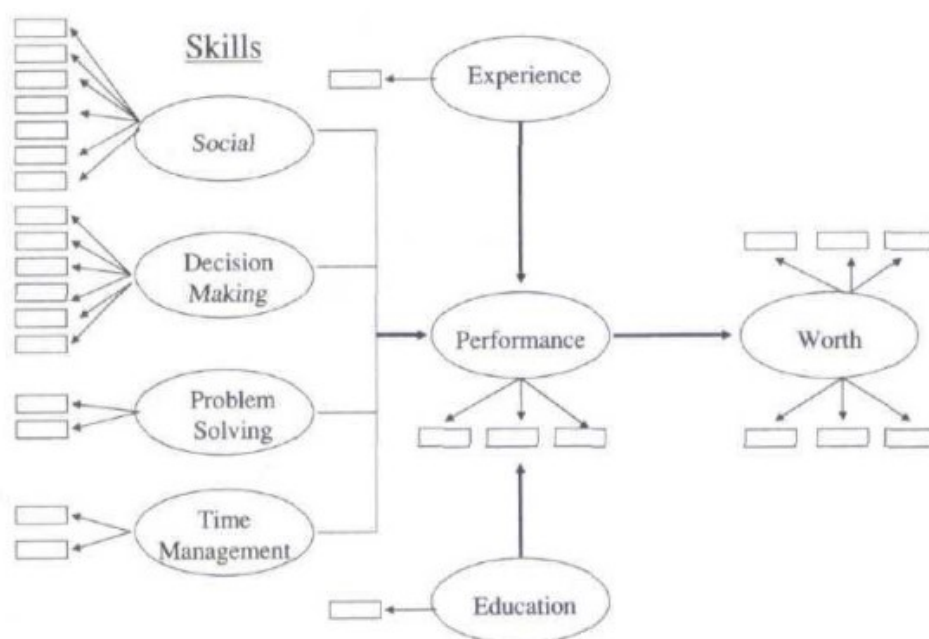 Skills
Experience
Social
Decision
Making
Performance
Worth
Problem
Solving
Time
Management
Education